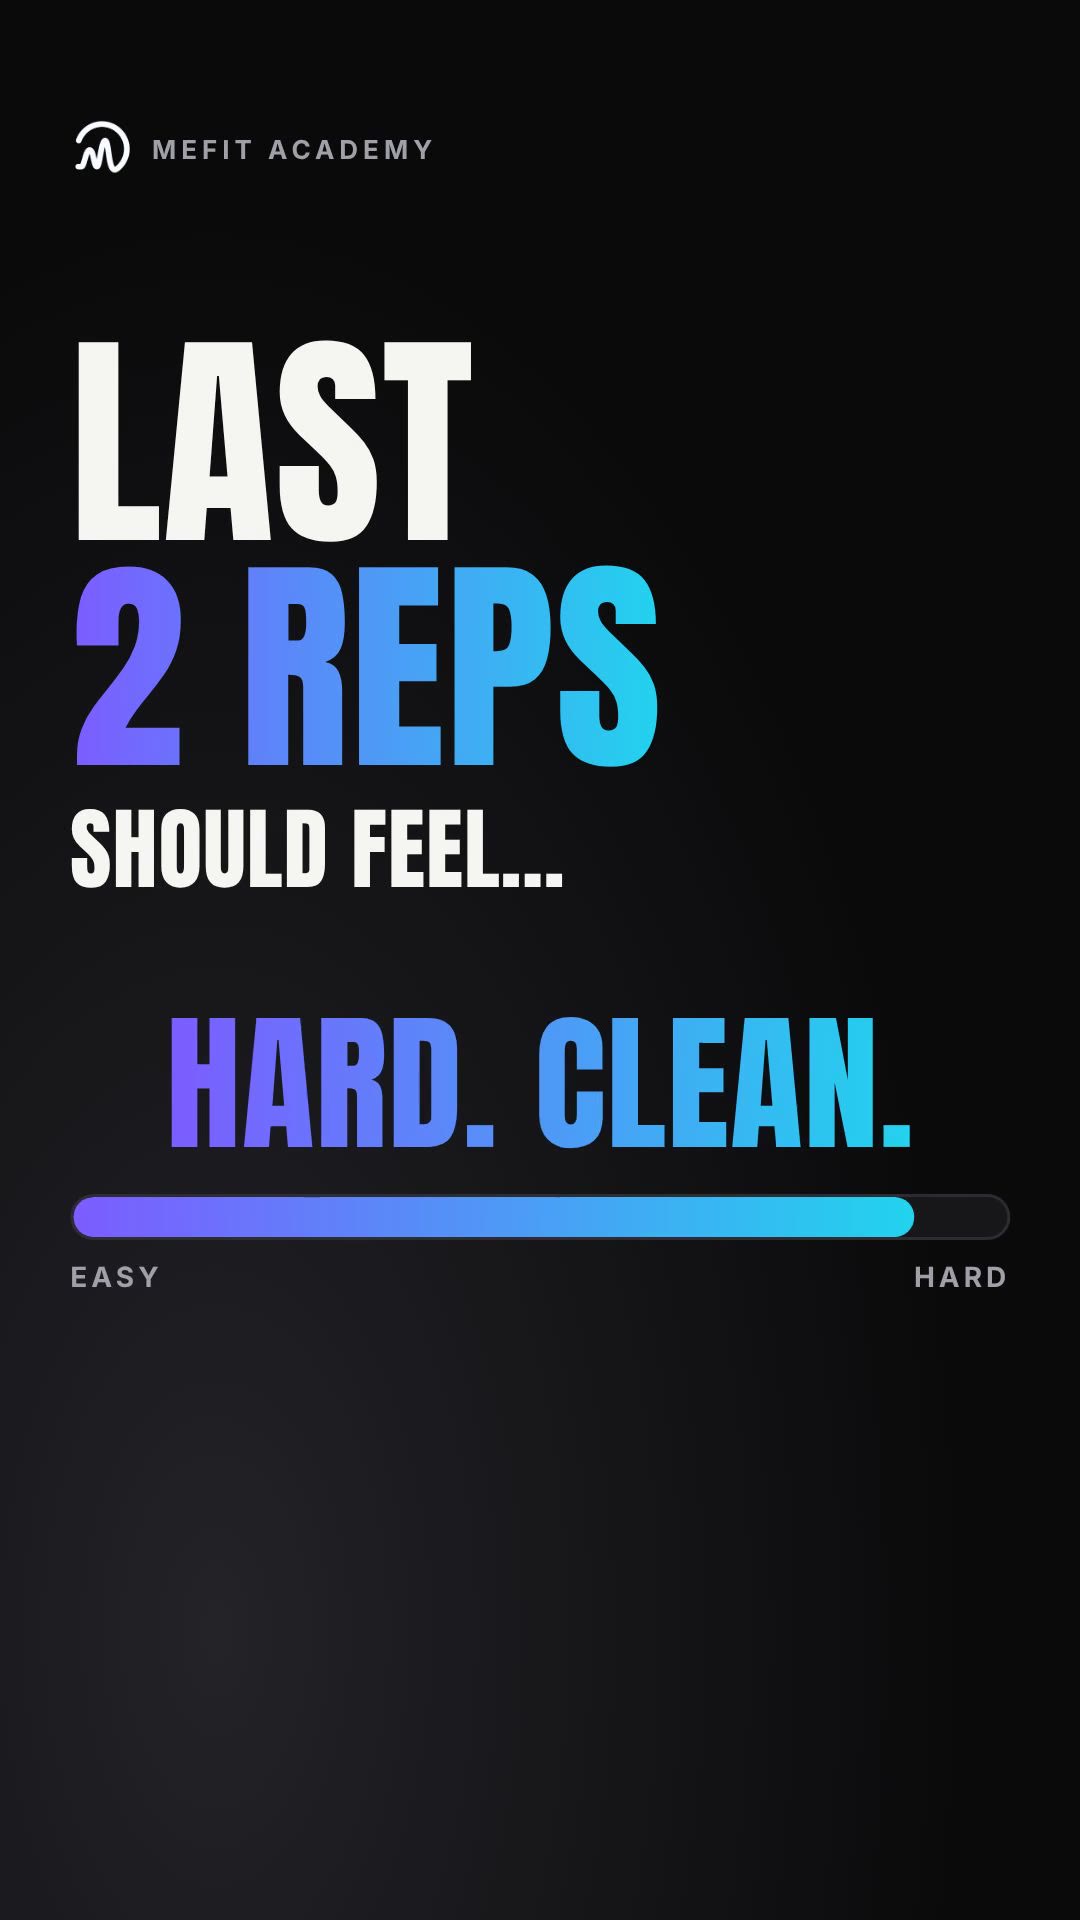 MEFIT ACADEMY
LAST
2 REPS
SHOULD FEEL...
HARD. CLEAN.
EASY
HARD